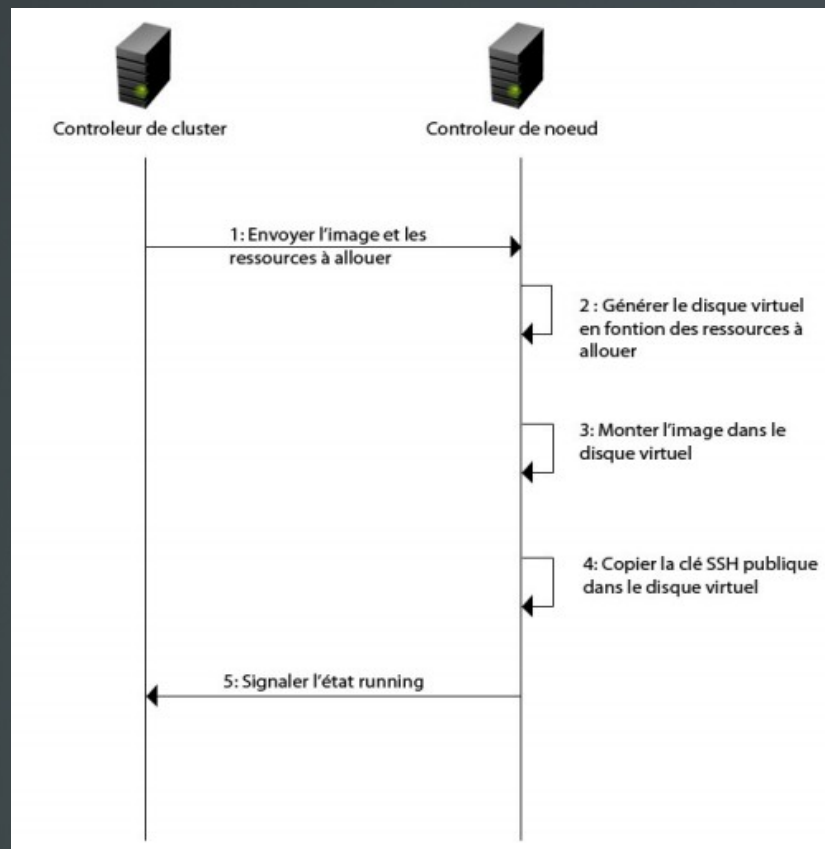 Controleur de cluster
Controleur de noeud
1: Envoyer l'image et les
ressources à allouer
2 : Générer le disque virtuel
en fontion des ressources à
allouer
3: Monter l'image dans le
disque virtuel
4: Copier la clé SSH publique
dans le disque virtuel
5: Signaler l'état running